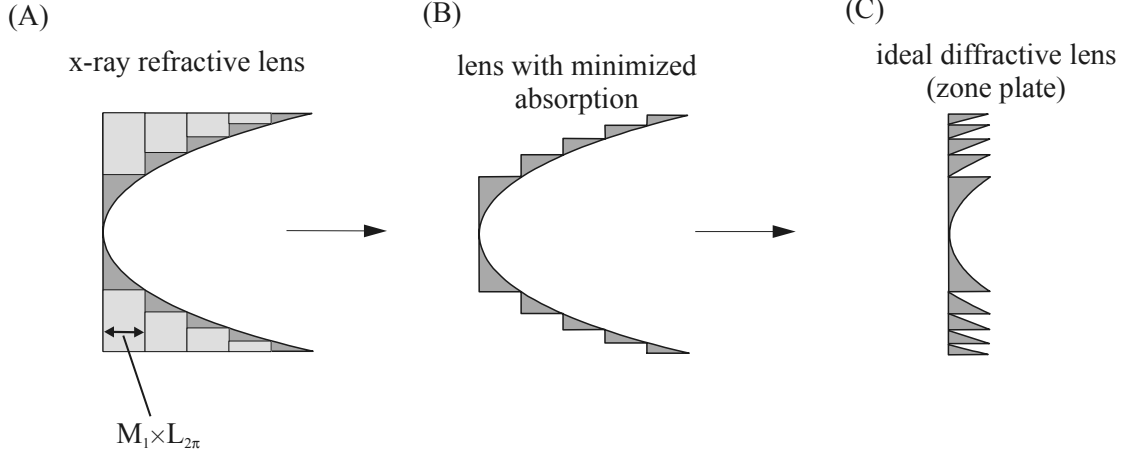 (A)
x-ray refractive lens
M₁×L₂π
(B)
lens with minimized
absorption
(C)
ideal diffractive lens
(zone plate)